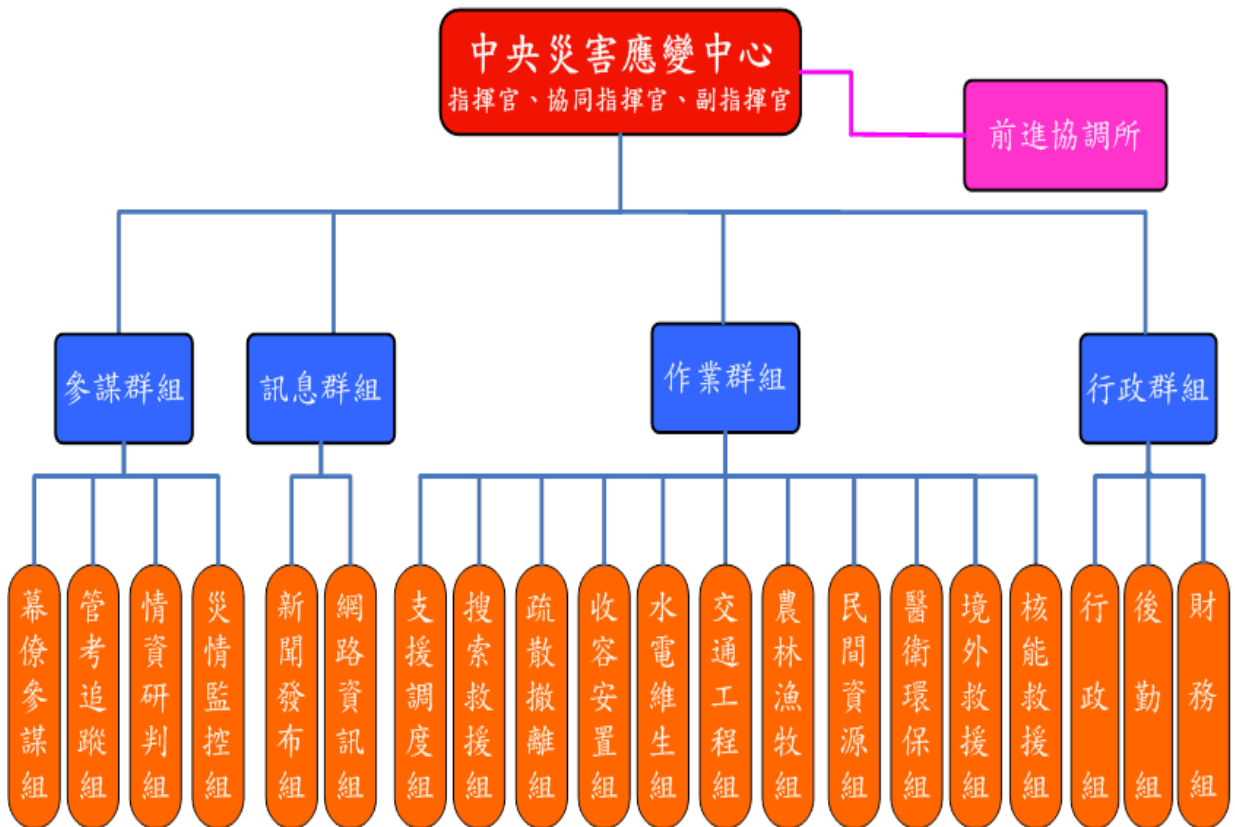 中央災害應變中心
指揮官、協同指揮官、副指揮官
前進協調所
參謀群組
訊息群組
作業群組
行政群組
幕僚參謀組
管考追蹤組
情資研判組
災情監控組
新聞發布組
網路資訊組
支援調度組
搜索救援組
疏散撤離組
收容安置組
水電維生組
交通工程組
農林漁牧組
民間資源組
醫衛環保組
境外救援組
核能救援組
行政組
後勤組
財務組